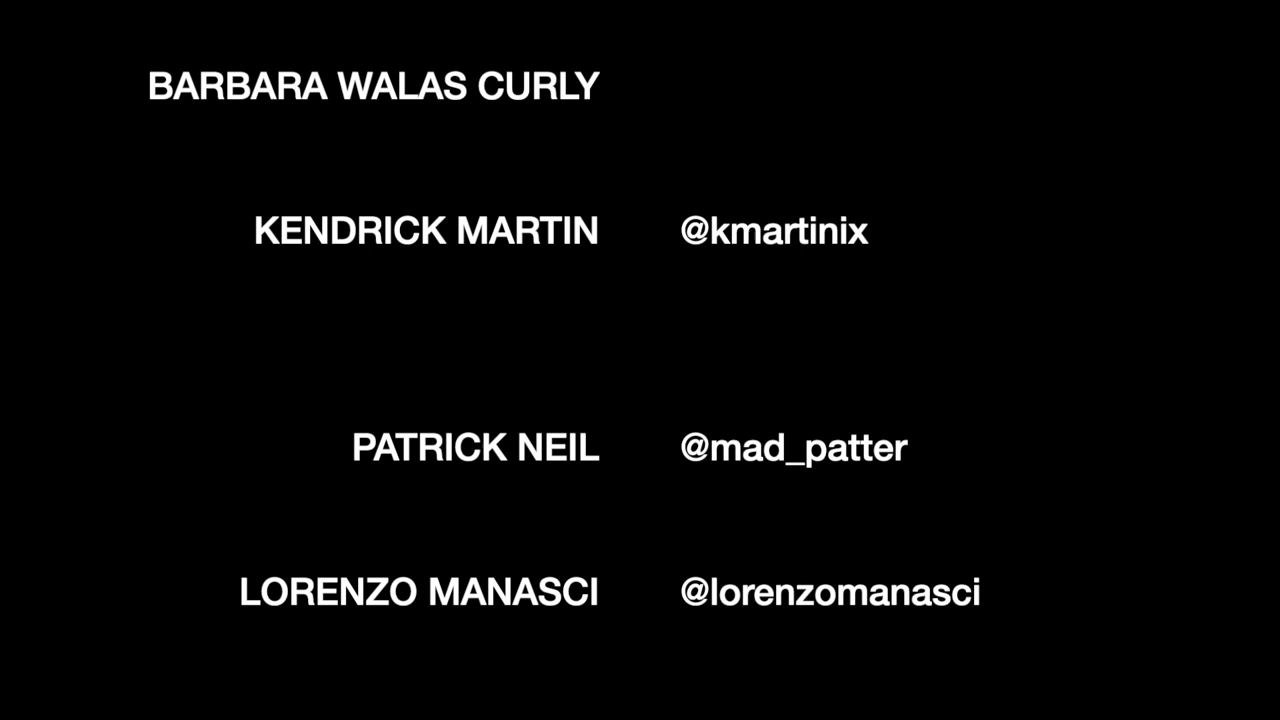 BARBARA WALAS CURLY
KENDRICK MARTIN @kmartinix
PATRICK NEIL @mad_patter
LORENZO MANASCI @lorenzomanasci